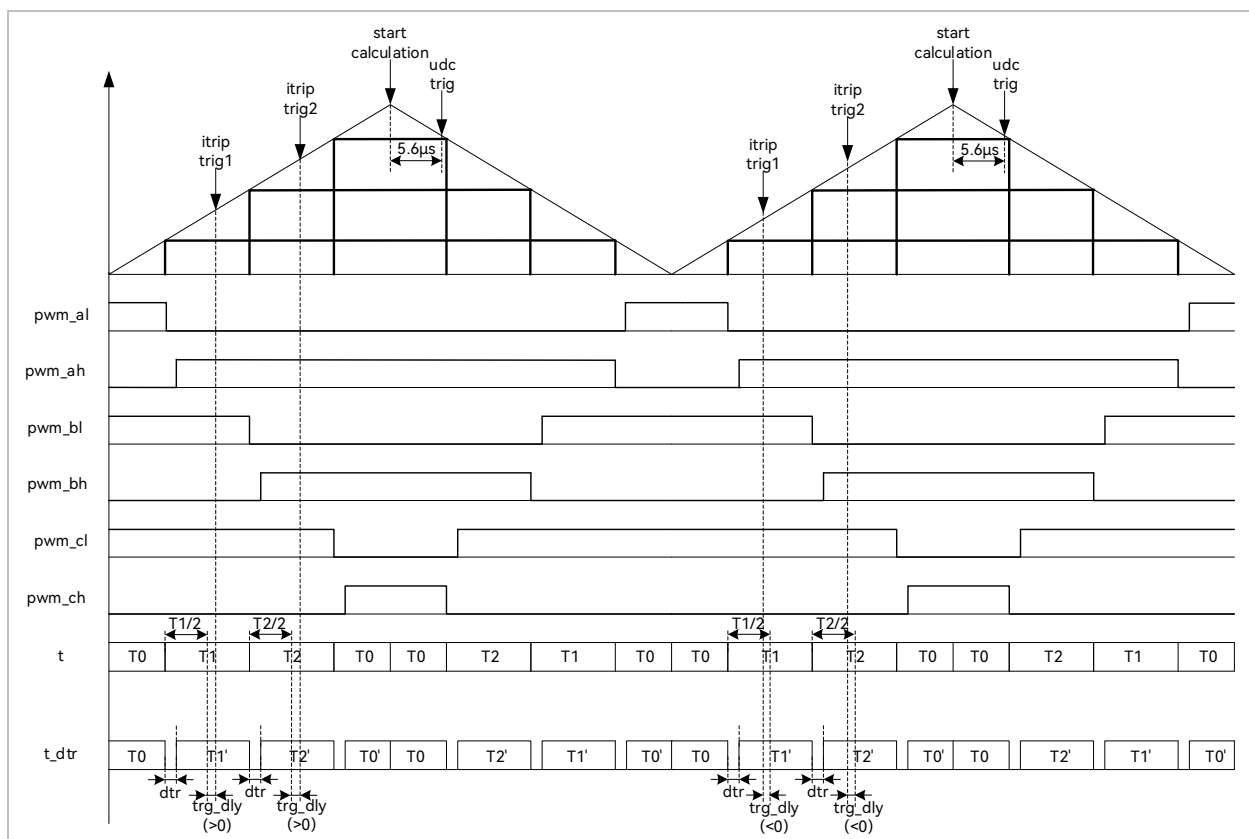 start
calculation
start
calculation
udc
trig
udc
trig
itrip
trig2
itrip
trig2
itrip
trig1
itrip
trig1
5.6µs
5.6µs
pwm_al
pwm_ah
pwm_bl
pwm_bh
pwm_cl
pwm_ch
T1/2 T2/2 T1/2 T2/2
t T0 T1 T2 T0 T0 T2 T1 T0 T0 T1 T2 T0 T0 T2 T1 T0
t_dtr T0 T1' T2' T0' T0 T2' T1' T0' T0 T1' T2' T0' T0 T2' T1' T0'
dtr dtr dtr dtr
trg_dly trg_dly trg_dly trg_dly
(>0) (>0) (<0) (<0)